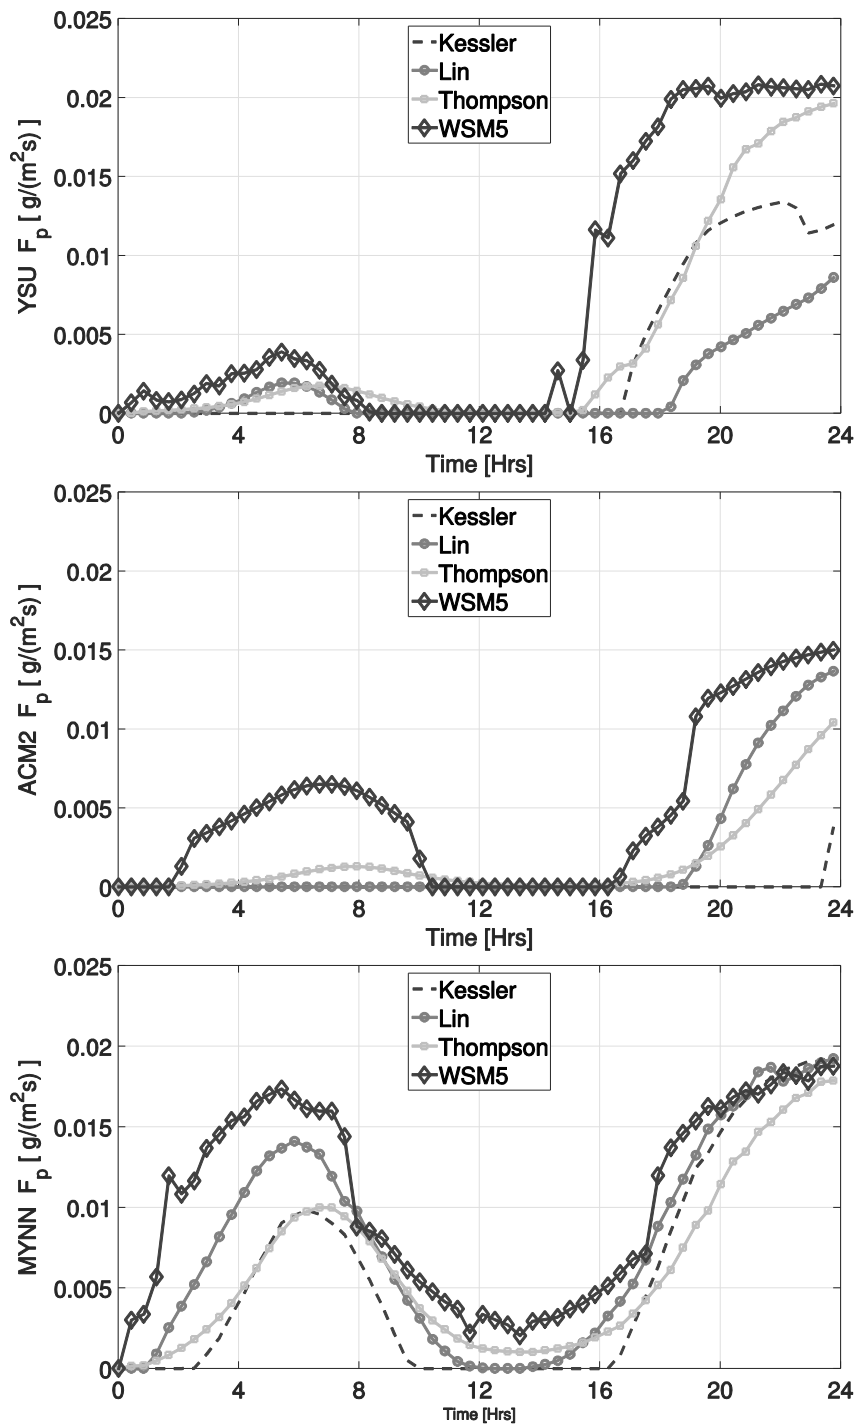 YSU F_p [ g/(m²s) ]
0.025
0.02
0.015
0.01
0.005
0
Kessler
Lin
Thompson
WSM5
0 4 8 12 16 20 24
Time [Hrs]
ACM2 F_p [ g/(m²s) ]
0.025
0.02
0.015
0.01
0.005
0
Kessler
Lin
Thompson
WSM5
0 4 8 12 16 20 24
Time [Hrs]
MYNN F_p [ g/(m²s) ]
0.025
0.02
0.015
0.01
0.005
0
Kessler
Lin
Thompson
WSM5
0 4 8 12 16 20 24
Time [Hrs]